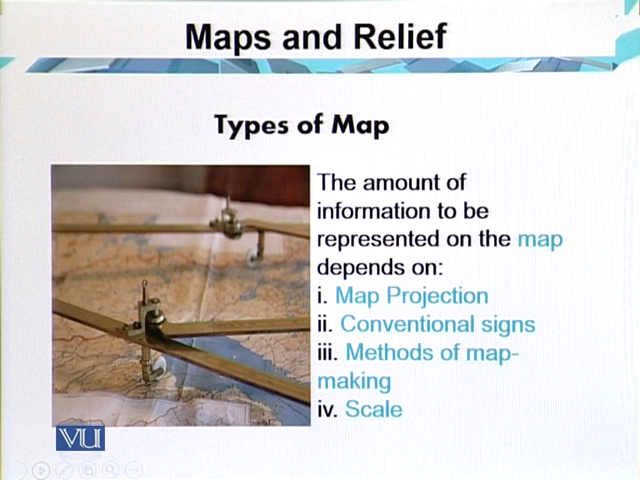 Maps and Relief
Types of Map
The amount of
information to be
represented on the map
depends on:
i. Map Projection
ii. Conventional signs
iii. Methods of map-
making
iv. Scale
VU